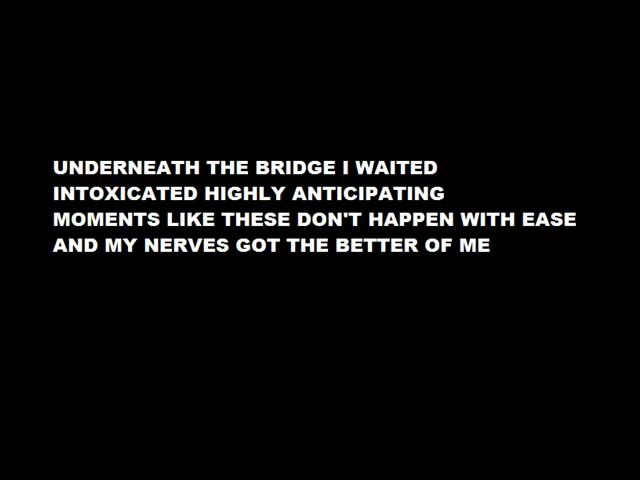 UNDERNEATH THE BRIDGE I WAITED
INTOXICATED HIGHLY ANTICIPATING
MOMENTS LIKE THESE DON'T HAPPEN WITH EASE
AND MY NERVES GOT THE BETTER OF ME